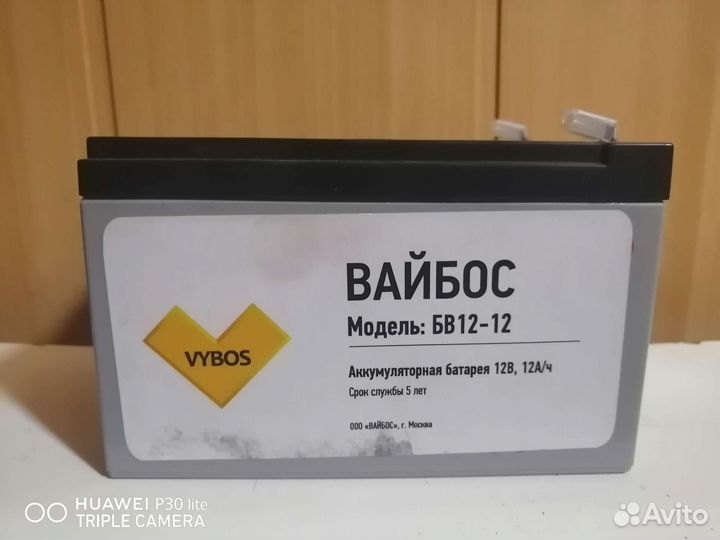 VYBOS
ВАЙБОС
Модель: БВ12-12
Аккумуляторная батарея 12В, 12А/ч
Срок службы 5 лет
ООО «ВАЙБОС», г. Москва
HUAWEI P30 lite
TRIPLE CAMERA
Avito